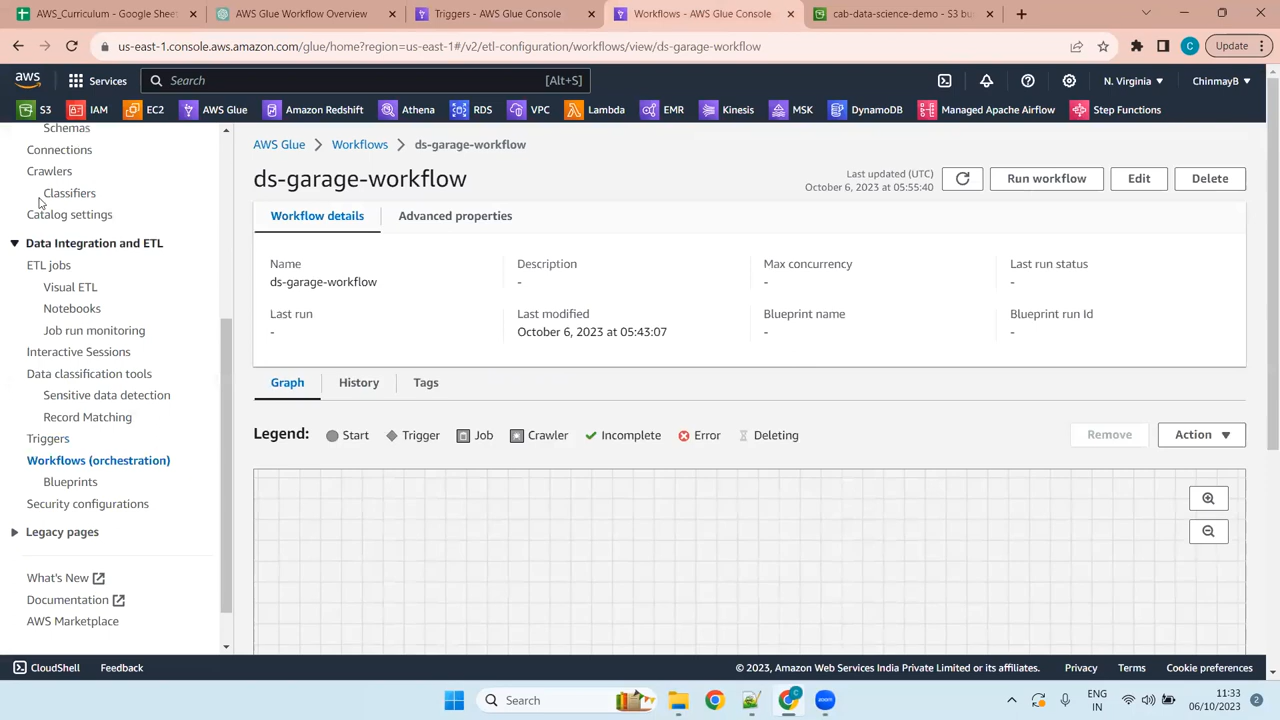 AWS_Curriculum - Google Sheet
AWS Glue Workflow Overview
Triggers - AWS Glue Console
Workflows - AWS Glue Console
cab-data-science-demo - S3 bu
us-east-1.console.aws.amazon.com/glue/home?region=us-east-1#/v2/etl-configuration/workflows/view/ds-garage-workflow
C
Update
aws
Services
Search
[Alt+S]
N. Virginia
ChinmayB
S3
IAM
EC2
AWS Glue
Amazon Redshift
Athena
RDS
VPC
Lambda
EMR
Kinesis
MSK
DynamoDB
Managed Apache Airflow
Step Functions
Schemas
Connections
Crawlers
Classifiers
Catalog settings
Data Integration and ETL
ETL jobs
Visual ETL
Notebooks
Job run monitoring
Interactive Sessions
Data classification tools
Sensitive data detection
Record Matching
Triggers
Workflows (orchestration)
Blueprints
Security configurations
Legacy pages
What's New
Documentation
AWS Marketplace
AWS Glue > Workflows > ds-garage-workflow
ds-garage-workflow
Last updated (UTC)
October 6, 2023 at 05:55:40
Run workflow
Edit
Delete
Workflow details
Advanced properties
Name
ds-garage-workflow
Description
-
Max concurrency
-
Last run status
-
Last run
-
Last modified
October 6, 2023 at 05:43:07
Blueprint name
-
Blueprint run Id
-
Graph
History
Tags
Legend:
Start
Trigger
Job
Crawler
Incomplete
Error
Deleting
Remove
Action
CloudShell
Feedback
© 2023, Amazon Web Services India Private Limited or its affiliates.
Privacy
Terms
Cookie preferences
Search
C
zoom
ENG
IN
11:33
06/10/2023
2